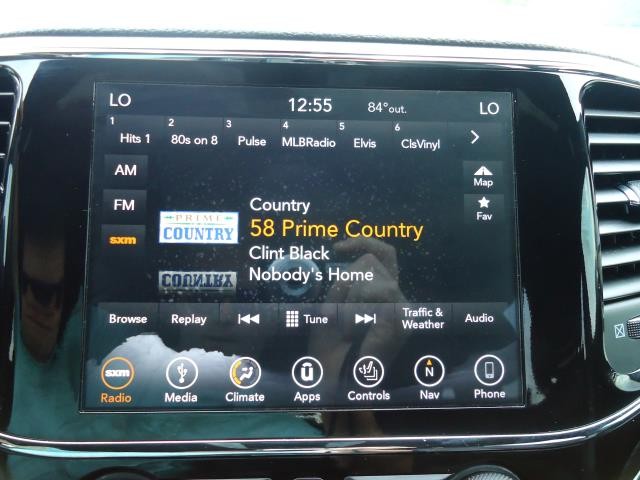 LO 12:55 84°out. LO
1 2 3 4 5 6
Hits 1 80s on 8 Pulse MLBRadio Elvis ClsVinyl
AM
Map
FM
Fav
sxm
PRIME
COUNTRY
Country
58 Prime Country
Clint Black
Nobody's Home
COUNTRY
Browse Replay Tune Traffic & Weather Audio
sxm N
Radio Media Climate Apps Controls Nav Phone